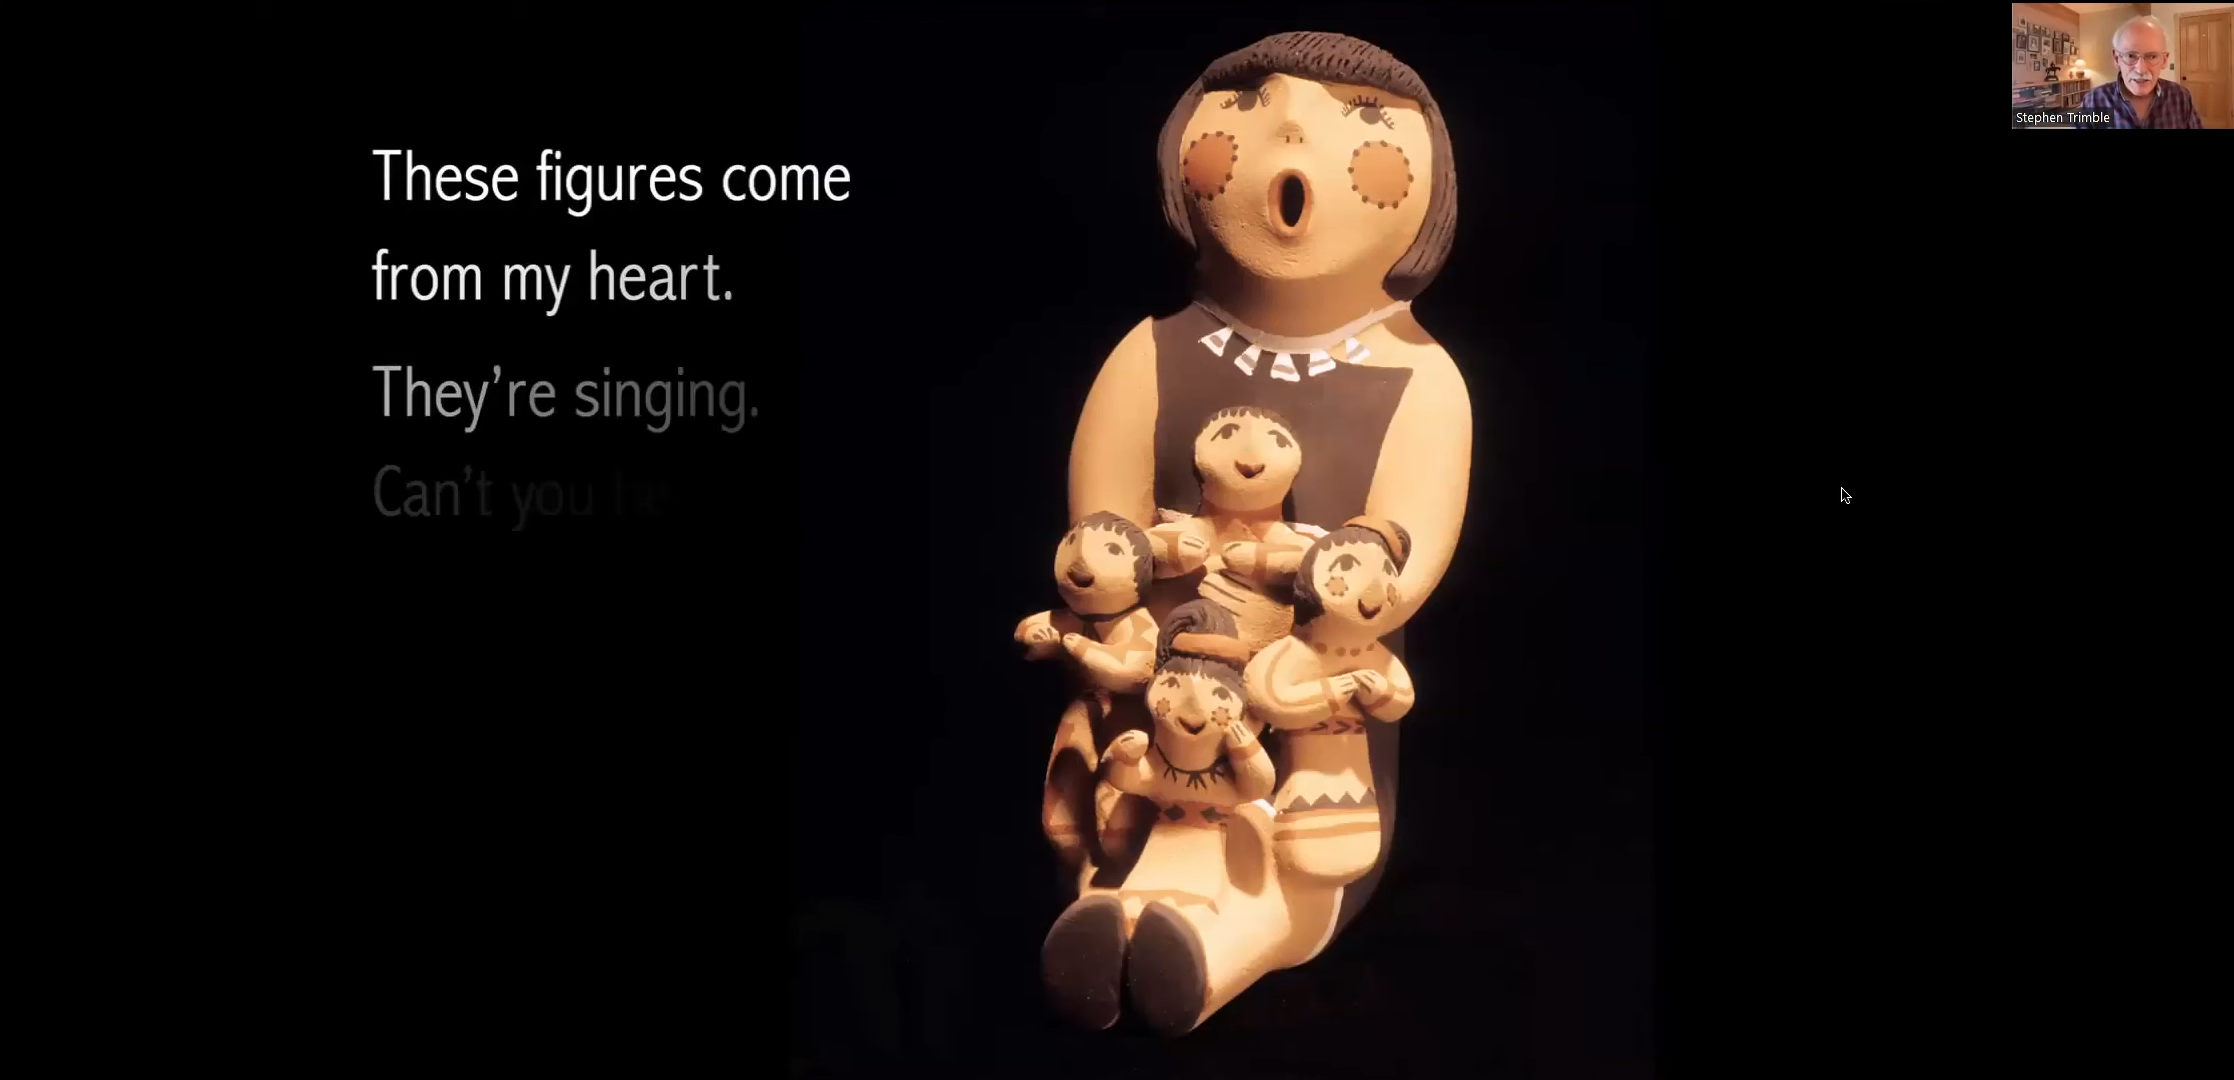 These figures come
from my heart.
They’re singing.
Can’t you
Stephen Trimble